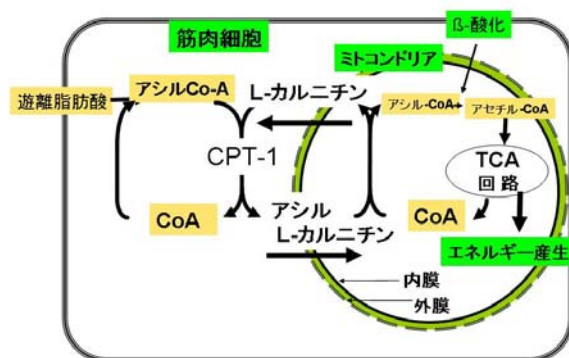 筋肉細胞
ß-酸化
ミトコンドリア
遊離脂肪酸
アシルCo-A
L-カルニチン
アシル-CoA
アセチル-CoA
CPT-1
TCA
回路
CoA
アシル
L-カルニチン
CoA
エネルギー産生
内膜
外膜